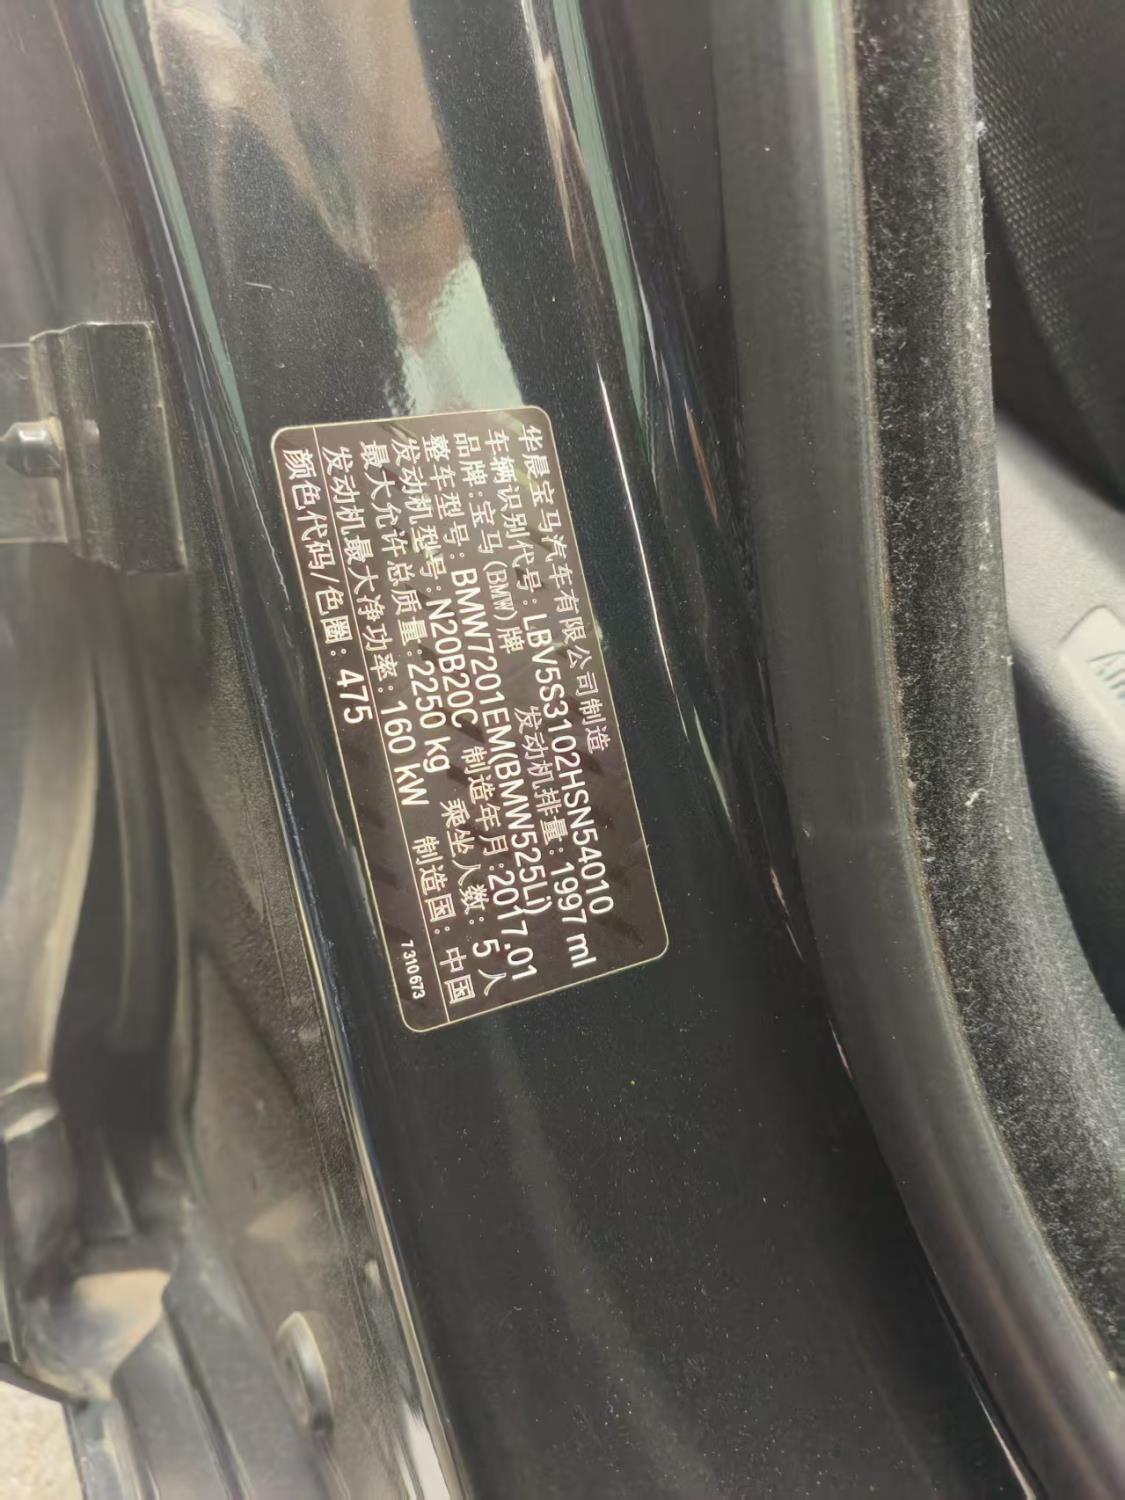 华晨宝马汽车有限公司制造
车辆识别代号: LBV5S3102HSN54010
品牌:宝马(BMW)牌 发动机排量:1997 ml
整车型号: BMW7201EM(BMW525Li)
发动机型号: N20B20C 制造年月:2017.01
最大允许总质量: 2250 kg 乘坐人数: 5 人
发动机最大净功率: 160 kW 制造国: 中国
颜色代码/色圈: 475 7 310 673